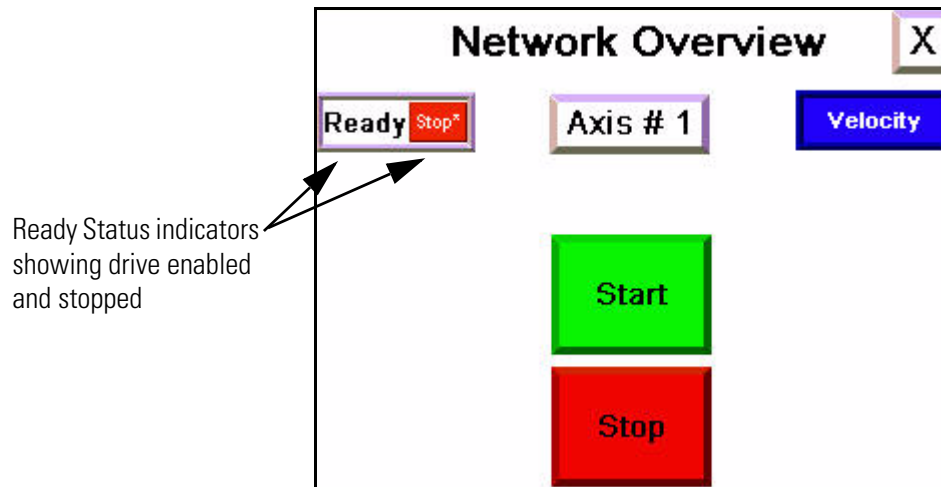 Network Overview
X
Ready
Stop*
Axis # 1
Velocity
Ready Status indicators
showing drive enabled
and stopped
Start
Stop